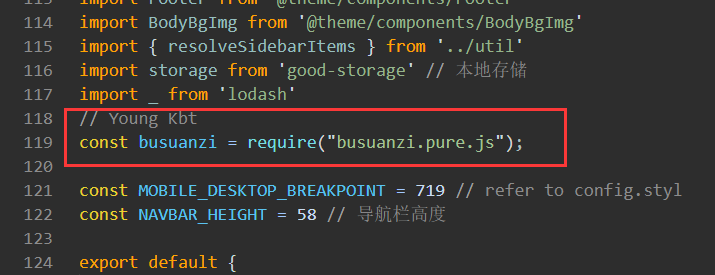 114 import Footer from '@theme/components/Footer'
115 import BodyBgImg from '@theme/components/BodyBgImg'
115 import { resolveSidebarItems } from '../util'
116 import storage from 'good-storage' // 本地存储
117 import _ from 'lodash'
118 // Young Kbt
119 const busuanzi = require("busuanzi.pure.js");
120
121 const MOBILE_DESKTOP_BREAKPOINT = 719 // refer to config.styl
122 const NAVBAR_HEIGHT = 58 // 导航栏高度
123
124 export default {